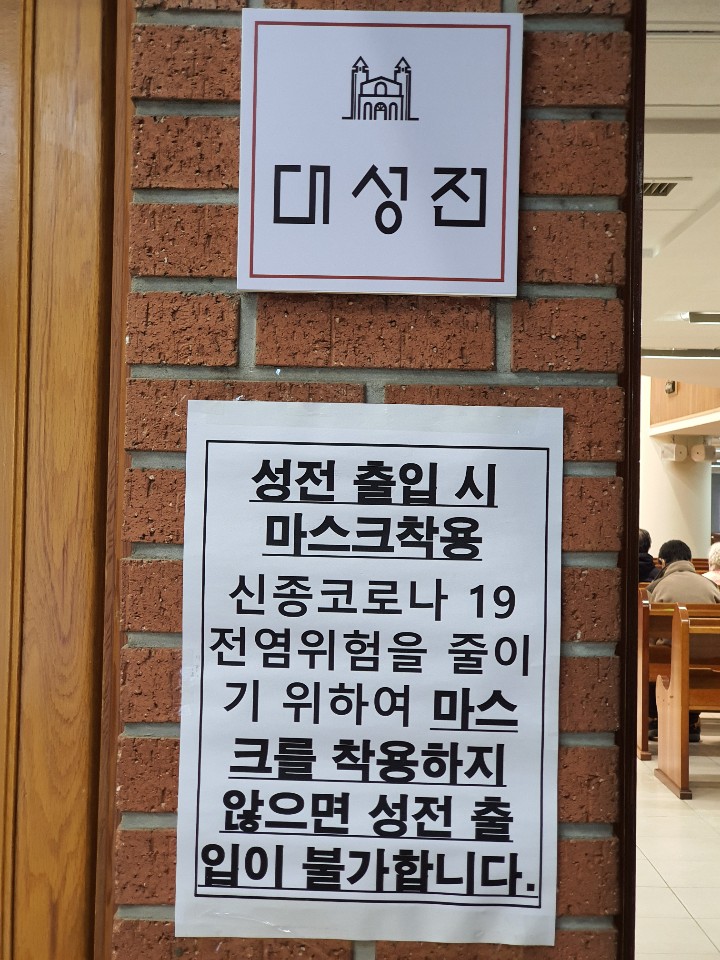 대성전
성전 출입 시
마스크착용
신종코로나 19
전염위험을 줄이
기 위하여 마스
크를 착용하지
않으면 성전 출
입이 불가합니다.